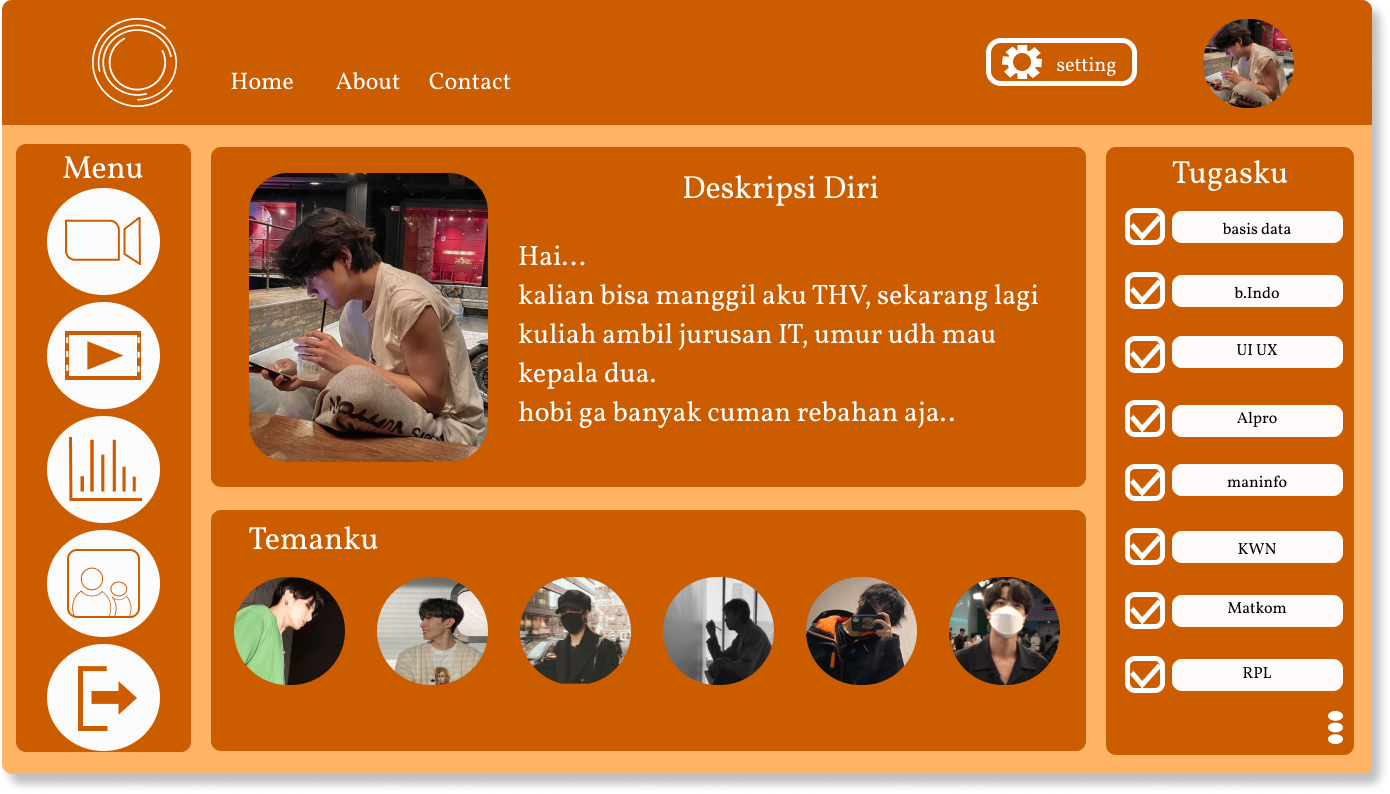 Home About Contact
setting
Menu
Deskripsi Diri
Hai...
kalian bisa manggil aku THV, sekarang lagi
kuliah ambil jurusan IT, umur udh mau
kepala dua.
hobi ga banyak cuman rebahan aja..
Temanku
Tugasku
basis data
b.Indo
UI UX
Alpro
maninfo
KWN
Matkom
RPL